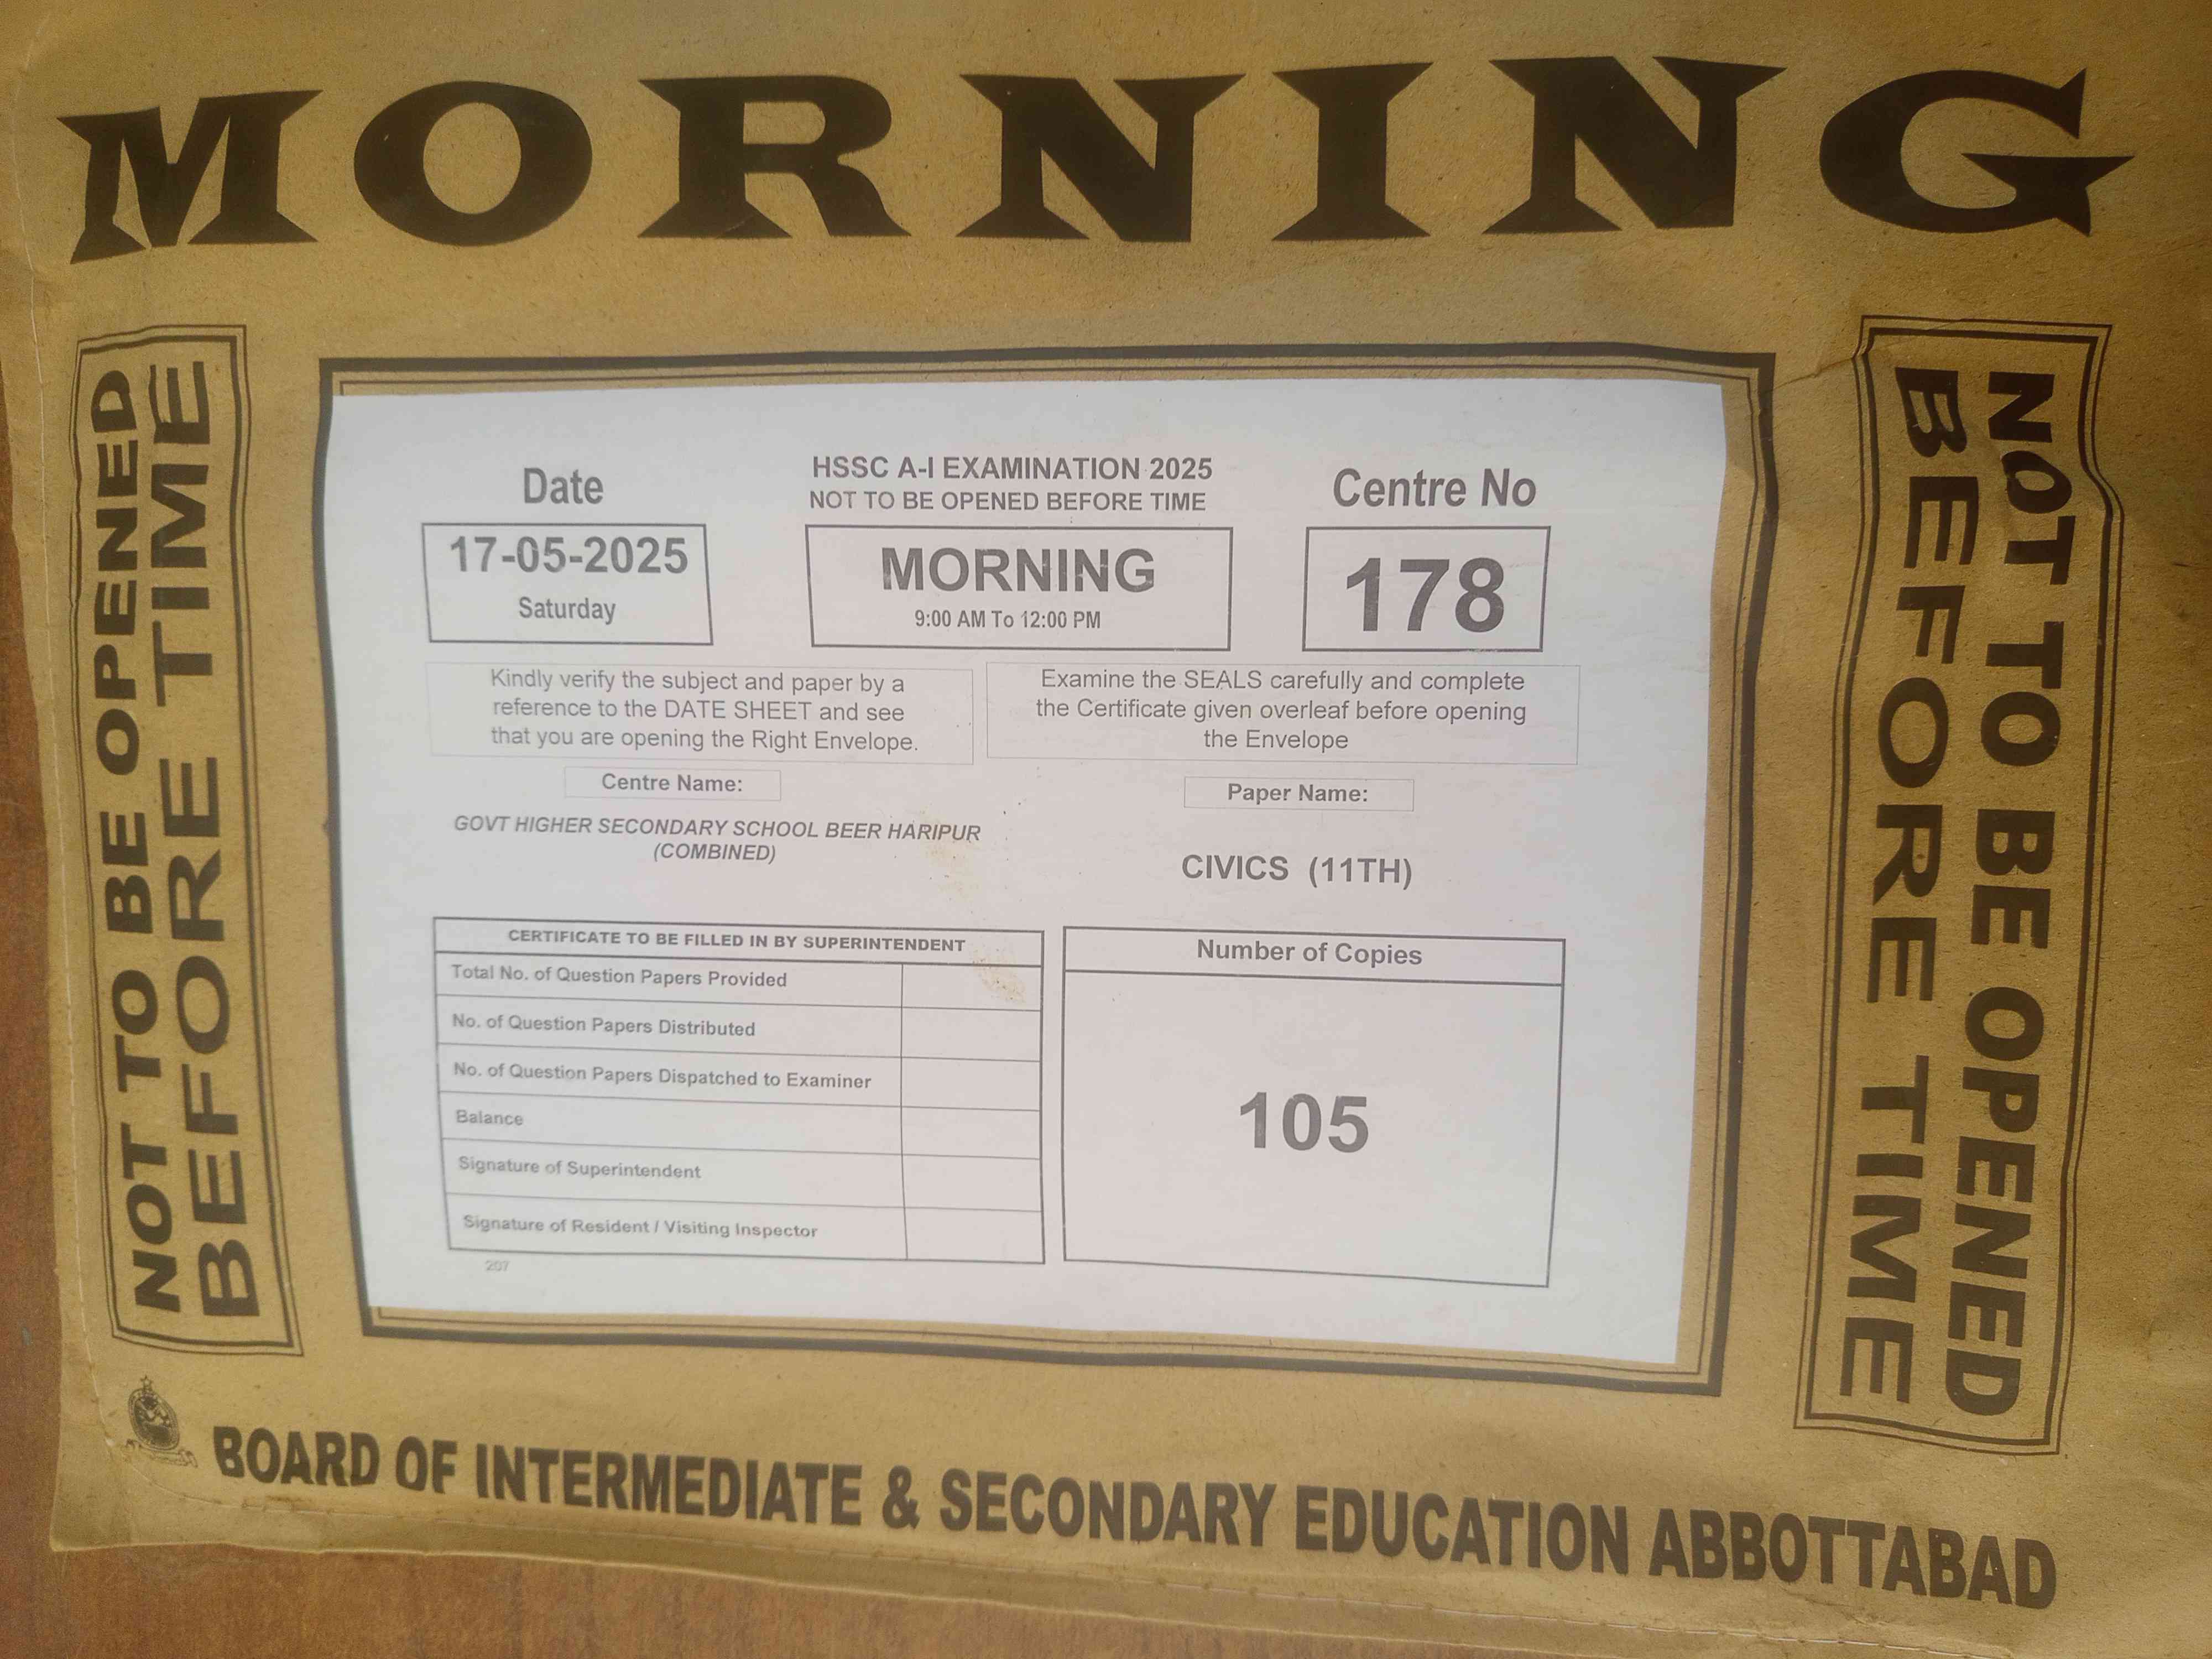 MORNING
NOT TO BE OPENED
BEFORE TIME
Date
17-05-2025
Saturday
HSSC A-I EXAMINATION 2025
NOT TO BE OPENED BEFORE TIME
MORNING
9:00 AM To 12:00 PM
Centre No
178
Kindly verify the subject and paper by a
reference to the DATE SHEET and see
that you are opening the Right Envelope.
Examine the SEALS carefully and complete
the Certificate given overleaf before opening
the Envelope
Centre Name:
GOVT HIGHER SECONDARY SCHOOL BEER HARIPUR
(COMBINED)
Paper Name:
CIVICS (11TH)
CERTIFICATE TO BE FILLED IN BY SUPERINTENDENT
Total No. of Question Papers Provided
No. of Question Papers Distributed
No. of Question Papers Dispatched to Examiner
Balance
Signature of Superintendent
Signature of Resident / Visiting Inspector
207
Number of Copies
105
NOT TO BE OPENED
BEFORE TIME
BOARD OF INTERMEDIATE & SECONDARY EDUCATION ABBOTTABAD